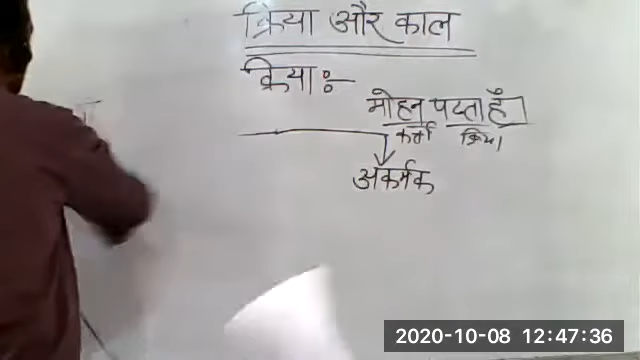 क्रिया और काल
क्रिया :-
मोहन पढ़ता है।
कर्ता क्रिया
अकर्मक
2020-10-08 12:47:36